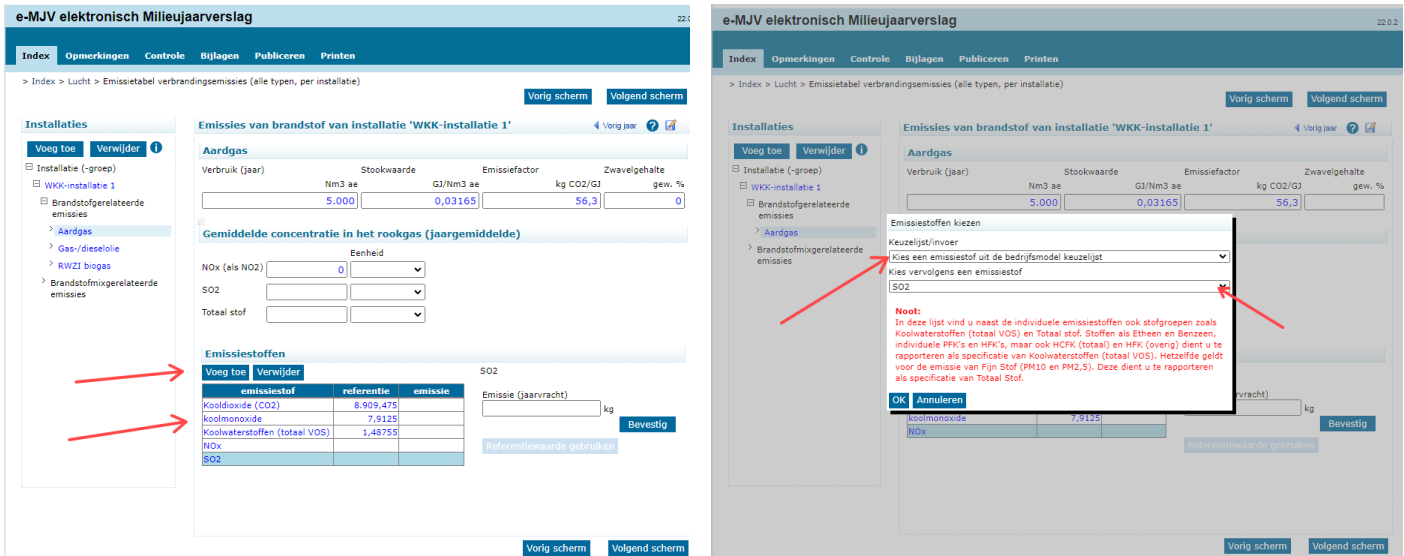 e-MJV elektronisch Milieujaarverslag
22.0
Index Opmerkingen Controle Bijlagen Publiceren Printen
> Index > Lucht > Emissietabel verbrandingsemissies (alle typen, per installatie)
Vorig scherm Volgend scherm
Installaties
Voeg toe Verwijder
Installatie (-groep)
WKK-installatie 1
Brandstofgerelateerde
emissies
Aardgas
Gas-/dieselolie
RWZI biogas
Brandstofmixgerelateerde
emissies
Emissies van brandstof van installatie 'WKK-installatie 1'
Vorig jaar
Aardgas
Verbruik (jaar) Stookwaarde Emissiefactor Zwavelgehalte
Nm3 ae GJ/Nm3 ae kg CO2/GJ gew. %
5.000 0,03165 56,3 0
Gemiddelde concentratie in het rookgas (jaargemiddelde)
Eenheid
NOx (als NO2) 0
SO2
Totaal stof
Emissiestoffen
Voeg toe Verwijder
SO2
emissiestof referentie emissie
Kooldioxide (CO2) 8.909,475
koolmonoxide 7,9125
Koolwaterstoffen (totaal VOS) 1,48755
NOx
SO2
Emissie (jaarvracht)
kg
Bevestig
Referentiewaarde gebruiken
Vorig scherm Volgend scherm
e-MJV elektronisch Milieujaarverslag
22.0.2
Index Opmerkingen Controle Bijlagen Publiceren Printen
> Index > Lucht > Emissietabel verbrandingsemissies (alle typen, per installatie)
Vorig scherm Volgend scherm
Installaties
Voeg toe Verwijder
Installatie (-groep)
WKK-installatie 1
Brandstofgerelateerde
emissies
Aardgas
Brandstofmixgerelateerde
emissies
Emissies van brandstof van installatie 'WKK-installatie 1'
Vorig jaar
Aardgas
Verbruik (jaar) Stookwaarde Emissiefactor Zwavelgehalte
Nm3 ae GJ/Nm3 ae kg CO2/GJ gew. %
5.000 0,03165 56,3
Emissiestoffen kiezen
Keuzelijst/invoer
Kies een emissiestof uit de bedrijfsmodel keuzelijst
Kies vervolgens een emissiestof
SO2
Noot:
In deze lijst vind u naast de individuele emissiestoffen ook stofgroepen zoals
Koolwaterstoffen (totaal VOS) en Totaal stof. Stoffen als Etheen en Benzeen,
individuele PFK's en HFK's, maar ook HCFK (totaal) en HFK (overig) dient u te
rapporteren als specificatie van Koolwaterstoffen (totaal VOS). Hetzelfde geldt
voor de emissie van Fijn Stof (PM10 en PM2,5). Deze dient u te rapporteren
als specificatie van Totaal Stof.
OK Annuleren
vracht)
kg
koolmonoxide 7,9125
NOx
Bevestig
Referentiewaarde gebruiken
Vorig scherm Volgend scherm